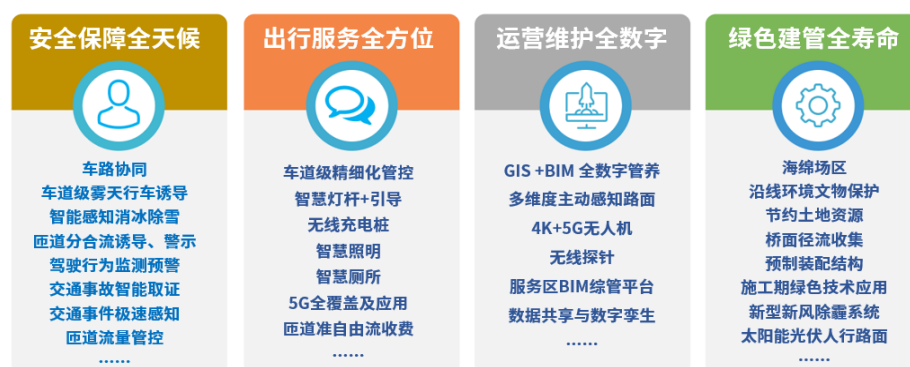 安全保障全天候
车路协同
车道级雾天行车诱导
智能感知消冰除雪
匝道分合流诱导、警示
驾驶行为监测预警
交通事故智能取证
交通事件极速感知
匝道流量管控
······
出行服务全方位
车道级精细化管控
智慧灯杆+引导
无线充电桩
智慧照明
智慧厕所
5G全覆盖及应用
匝道准自由流收费
······
运营维护全数字
GIS +BIM 全数字管养
多维度主动感知路面
4K+5G无人机
无线探针
服务区BIM综管平台
数据共享与数字孪生
······
绿色建管全寿命
海绵场区
沿线环境文物保护
节约土地资源
桥面径流收集
预制装配结构
施工期绿色技术应用
新型新风除霾系统
太阳能光伏人行路面
······